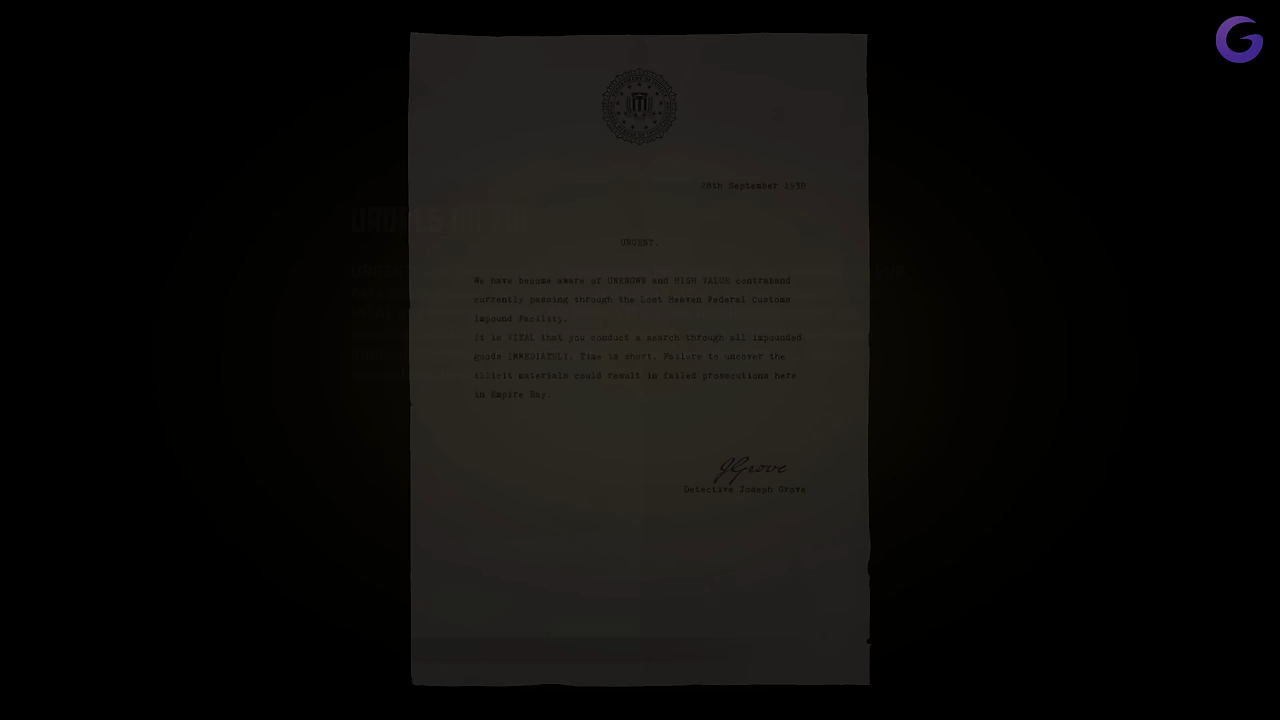 28th September 1938
URGENT.
We have become aware of UNKNOWN and HIGH VALUE contraband
currently passing through the Lost Heaven Federal Customs
Impound Facility.
It is VITAL that you conduct a search through all impounded
goods IMMEDIATELY. Time is short. Failure to uncover the
illicit materials could result in failed prosecutions here
in Empire Bay.
JGrove
Detective Joseph Grove